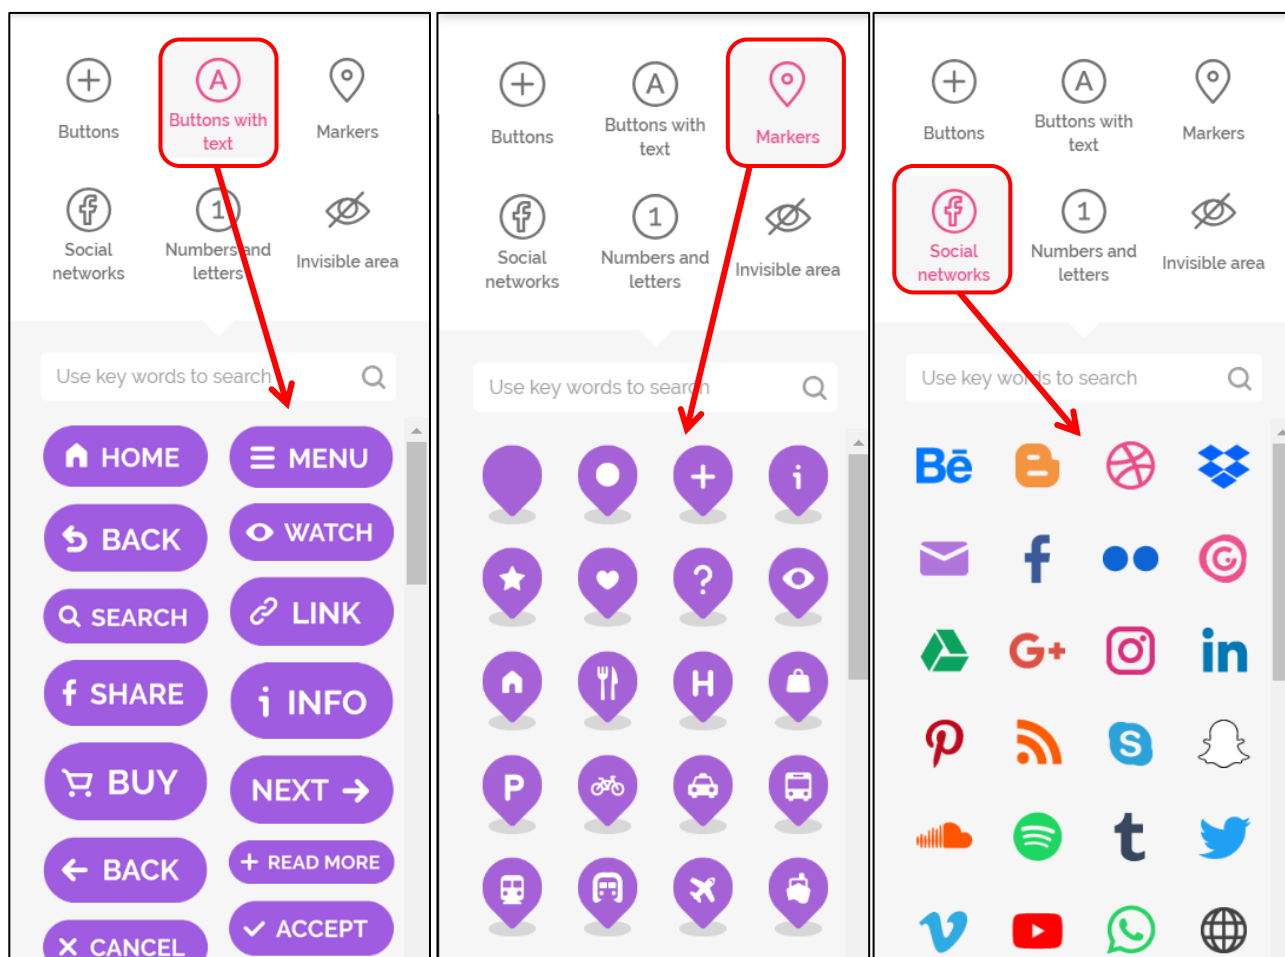 Buttons
Buttons with
text
Markers
Social
networks
Numbers and
letters
Invisible area
Use key words to search
HOME
MENU
BACK
WATCH
SEARCH
LINK
f SHARE
i INFO
BUY
NEXT
BACK
READ MORE
CANCEL
ACCEPT
Buttons
Buttons with
text
Markers
Social
networks
Numbers and
letters
Invisible area
Use key words to search
i
?
H
P
Buttons
Buttons with
text
Markers
Social
networks
Numbers and
letters
Invisible area
Use key words to search
Bē
f
G
G+
in
S
t